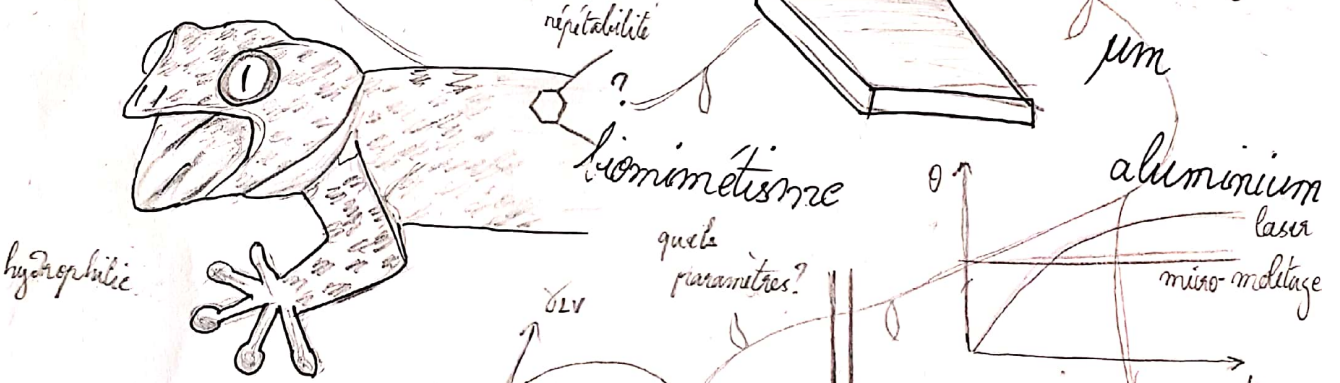 répétabilité
?
µm
biomimétisme
θ
aluminium
laser
micro-moletage
hydrophilie
quels
paramètres?
γLV